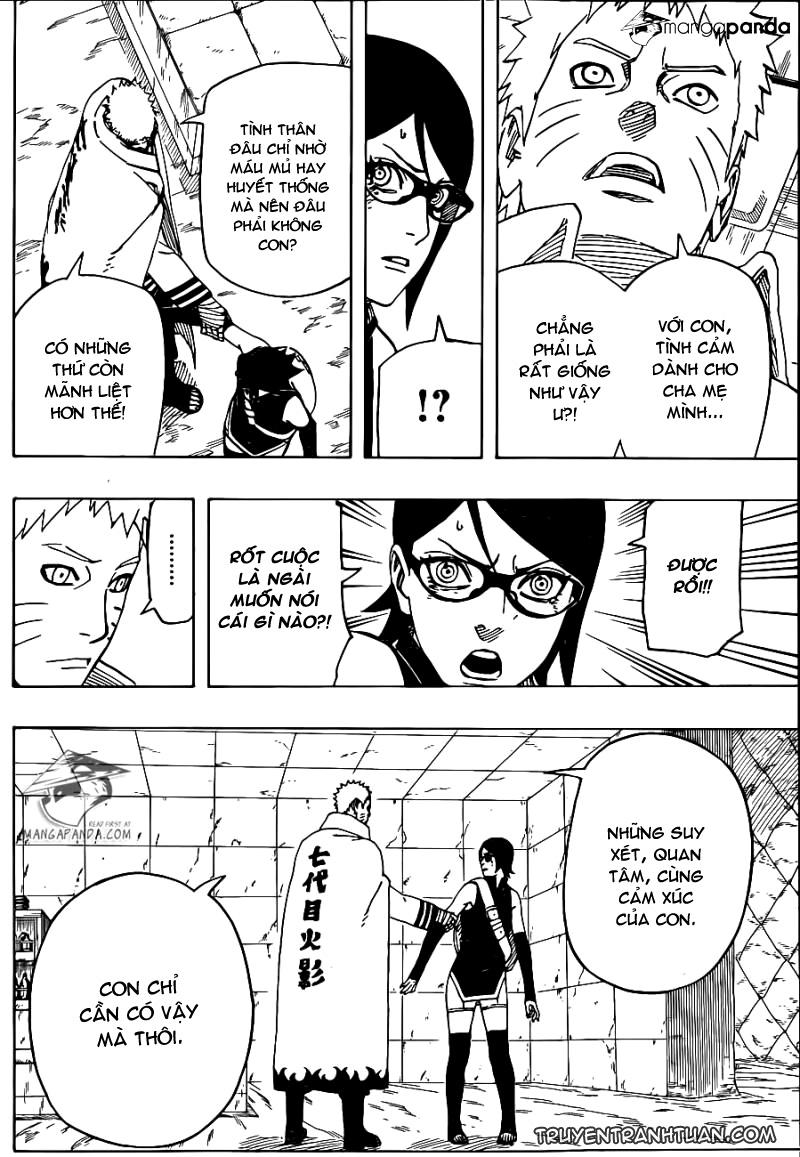 mangapanda
VỚI CON,
TÌNH CẢM
DÀNH CHO
CHA MẸ
MÌNH...
CHẲNG
PHẢI LÀ
RẤT GIỐNG
NHƯ VẬY
Ư?!
!?
TÌNH THÂN
ĐÂU CHỈ NHỜ
MÁU MỦ HAY
HUYẾT THỐNG
MÀ NÊN ĐÂU
PHẢI KHÔNG
CON?
CÓ NHỮNG
THỨ CÒN
MÃNH LIỆT
HƠN THẾ!
ĐƯỢC
RỒI!!
RỐT CUỘC
LÀ NGÀI
MUỐN NÓI
CÁI GÌ NÀO?!
........
NHỮNG SUY
XÉT, QUAN
TÂM, CÙNG
CẢM XÚC
CỦA CON.
七代目火影
CON CHỈ
CẦN CÓ VẬY
MÀ THÔI.
READ FIRST AT
MANGAPANDA.COM
TRUYENTRANHTUAN.COM